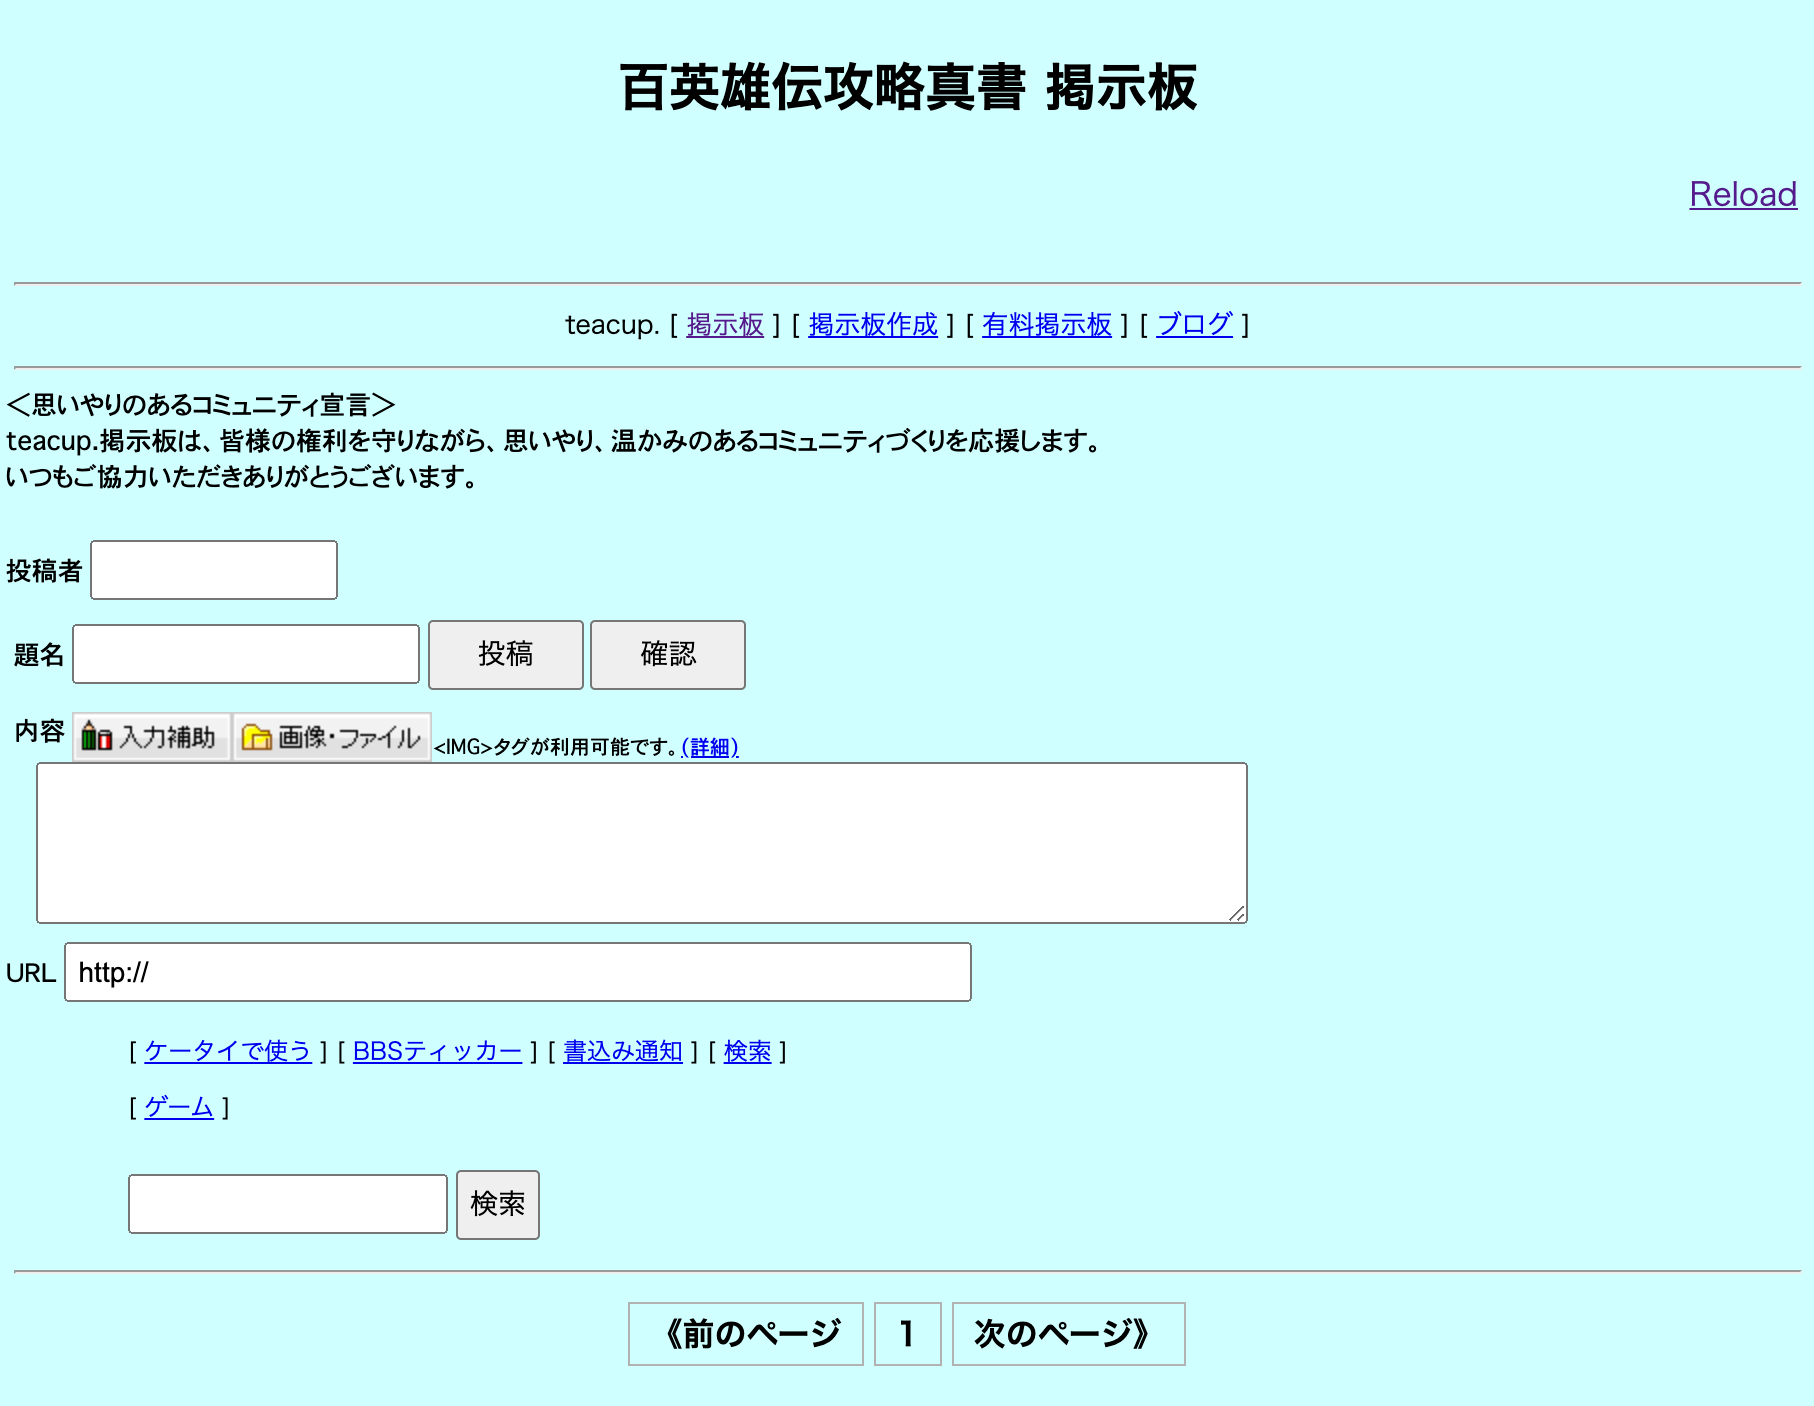 百英雄伝攻略真書 掲示板
Reload
teacup. [ 掲示板 ] [ 掲示板作成 ] [ 有料掲示板 ] [ ブログ ]
＜思いやりのあるコミュニティ宣言＞
teacup.掲示板は、皆様の権利を守りながら、思いやり、温かみのあるコミュニティづくりを応援します。
いつもご協力いただきありがとうございます。
投稿者
題名 投稿 確認
内容 入力補助 画像・ファイル <IMG>タグが利用可能です。(詳細)
URL http://
[ ケータイで使う ] [ BBSティッカー ] [ 書込み通知 ] [ 検索 ]
[ ゲーム ]
検索
《前のページ 1 次のページ》